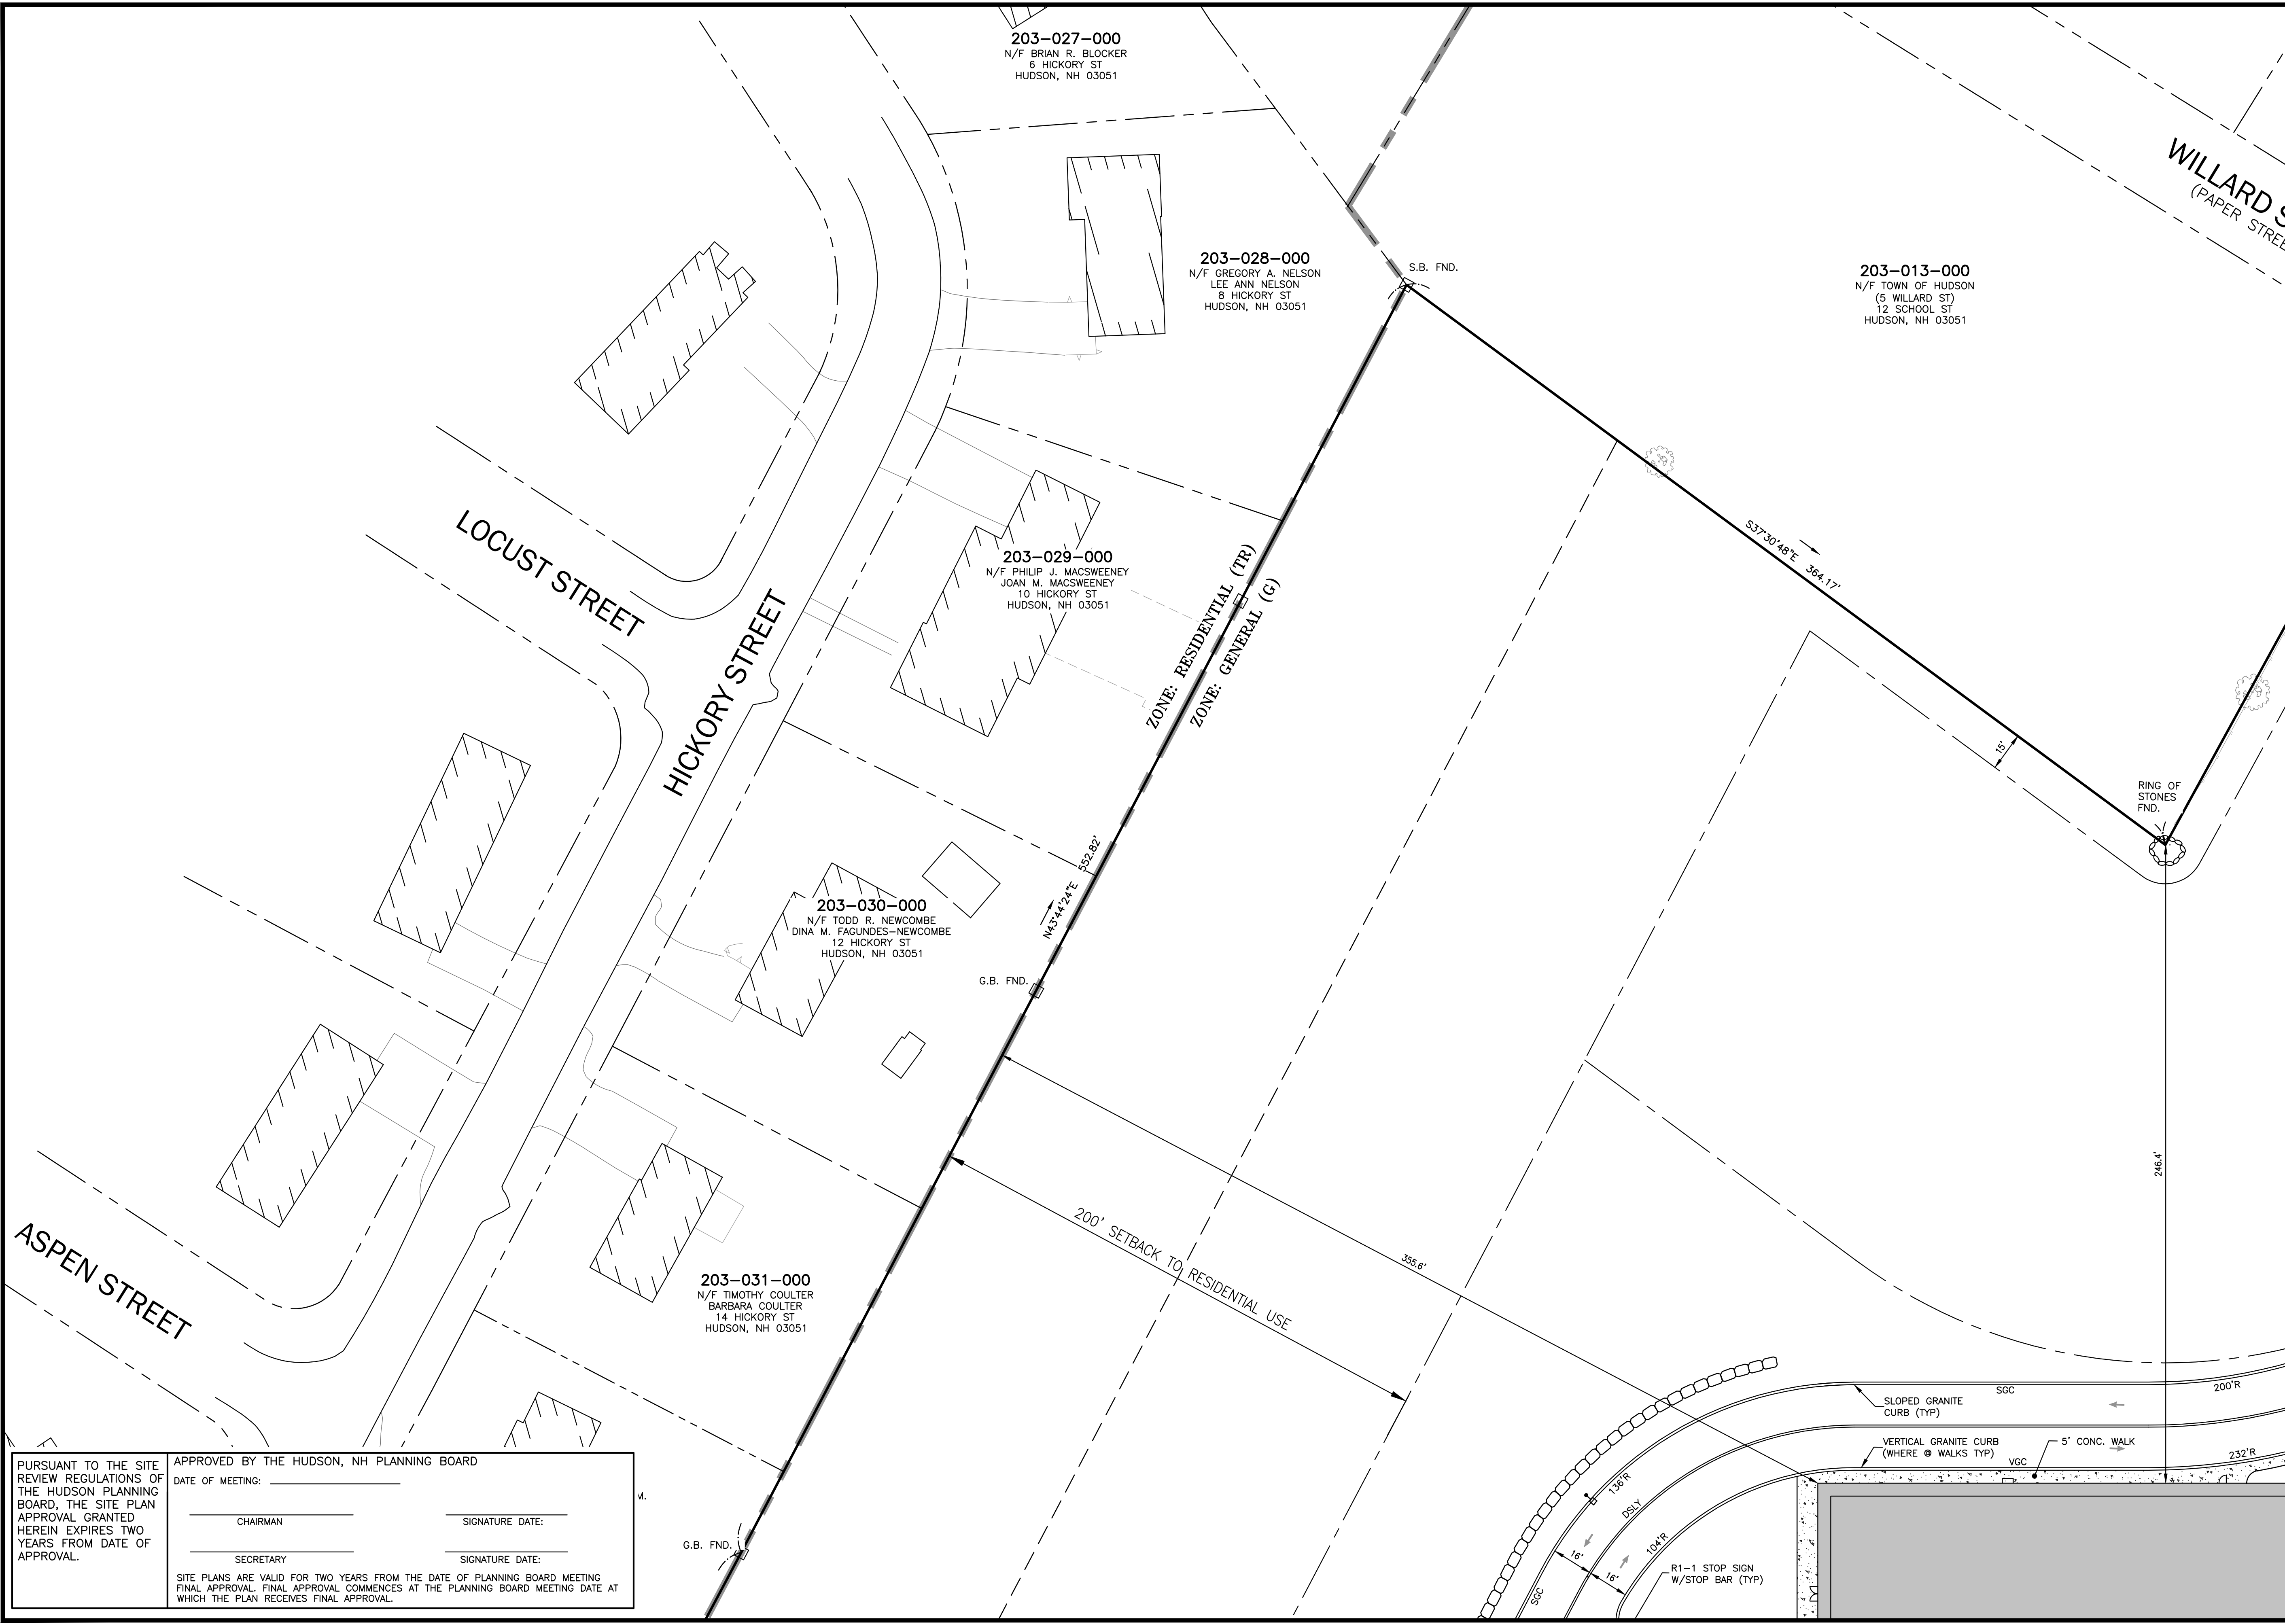 203-027-000
N/F BRIAN R. BLOCKER
6 HICKORY ST
HUDSON, NH 03051
WILLARD S
(PAPER STREE
203-028-000
N/F GREGORY A. NELSON
LEE ANN NELSON
8 HICKORY ST
HUDSON, NH 03051
S.B. FND.
203-013-000
N/F TOWN OF HUDSON
(5 WILLARD ST)
12 SCHOOL ST
HUDSON, NH 03051
LOCUST STREET
HICKORY STREET
203-029-000
N/F PHILIP J. MACSWEENEY
JOAN M. MACSWEENEY
10 HICKORY ST
HUDSON, NH 03051
ZONE: RESIDENTIAL (TR)
ZONE: GENERAL (G)
S37°30'48"E 364.17'
15'
RING OF
STONES
FND.
N43°44'24"E 552.82'
203-030-000
N/F TODD R. NEWCOMBE
DINA M. FAGUNDES-NEWCOMBE
12 HICKORY ST
HUDSON, NH 03051
G.B. FND.
246.4'
ASPEN STREET
200' SETBACK TO RESIDENTIAL USE
355.6'
203-031-000
N/F TIMOTHY COULTER
BARBARA COULTER
14 HICKORY ST
HUDSON, NH 03051
SGC
200'R
SLOPED GRANITE
CURB (TYP)
VERTICAL GRANITE CURB
(WHERE @ WALKS TYP)
5' CONC. WALK
VGC
232'R
136'R
DSLY
104'R
16'
16'
SGC
R1-1 STOP SIGN
W/STOP BAR (TYP)
G.B. FND.
M.
PURSUANT TO THE SITE
REVIEW REGULATIONS OF
THE HUDSON PLANNING
BOARD, THE SITE PLAN
APPROVAL GRANTED
HEREIN EXPIRES TWO
YEARS FROM DATE OF
APPROVAL.
APPROVED BY THE HUDSON, NH PLANNING BOARD
DATE OF MEETING:
CHAIRMAN
SIGNATURE DATE:
SECRETARY
SIGNATURE DATE:
SITE PLANS ARE VALID FOR TWO YEARS FROM THE DATE OF PLANNING BOARD MEETING
FINAL APPROVAL. FINAL APPROVAL COMMENCES AT THE PLANNING BOARD MEETING DATE AT
WHICH THE PLAN RECEIVES FINAL APPROVAL.